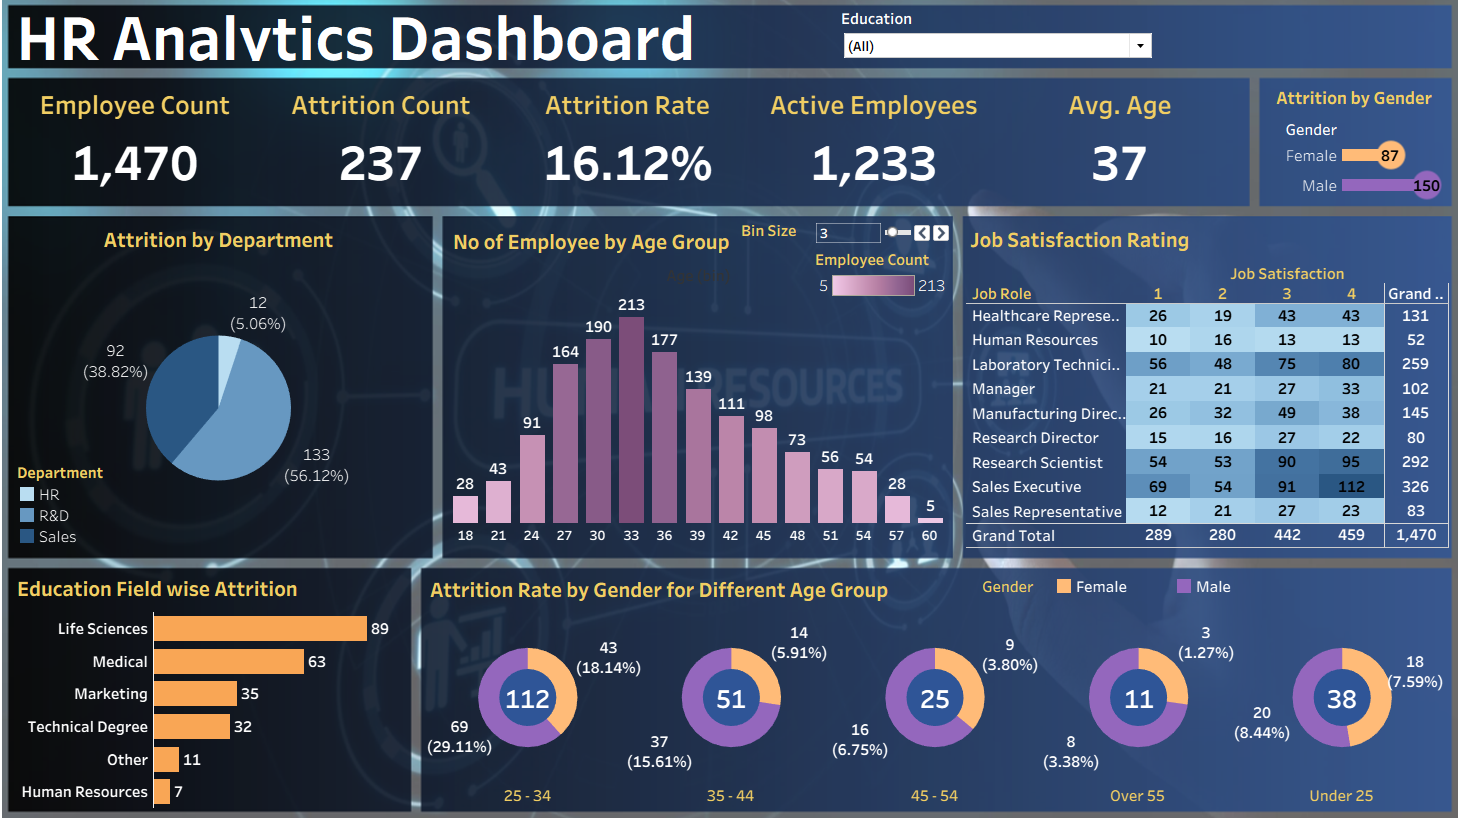 HR Analytics Dashboard
Education
(All)
Employee Count
Attrition Count
Attrition Rate
Active Employees
Avg. Age
1,470
237
16.12%
1,233
37
Attrition by Gender
Gender
Female 87
Male 150
Attrition by Department
12
(5.06%)
92
(38.82%)
133
(56.12%)
Department
HR
R&D
Sales
No of Employee by Age Group
Bin Size
3
Employee Count
5 213
28 43 91 164 190 213 177 139 111 98 73 56 54 28 5
18 21 24 27 30 33 36 39 42 45 48 51 54 57 60
HUMAN RESOURCES
Job Satisfaction Rating
Job Satisfaction
Job Role 1 2 3 4 Grand ..
Healthcare Represe.. 26 19 43 43 131
Human Resources 10 16 13 13 52
Laboratory Technici.. 56 48 75 80 259
Manager 21 21 27 33 102
Manufacturing Direc.. 26 32 49 38 145
Research Director 15 16 27 22 80
Research Scientist 54 53 90 95 292
Sales Executive 69 54 91 112 326
Sales Representative 12 21 27 23 83
Grand Total 289 280 442 459 1,470
Education Field wise Attrition
Life Sciences 89
Medical 63
Marketing 35
Technical Degree 32
Other 11
Human Resources 7
Attrition Rate by Gender for Different Age Group
Gender
Female
Male
43
(18.14%)
112
69
(29.11%)
25 - 34
14
(5.91%)
51
37
(15.61%)
35 - 44
9
(3.80%)
25
16
(6.75%)
45 - 54
3
(1.27%)
11
8
(3.38%)
Over 55
18
(7.59%)
38
20
(8.44%)
Under 25